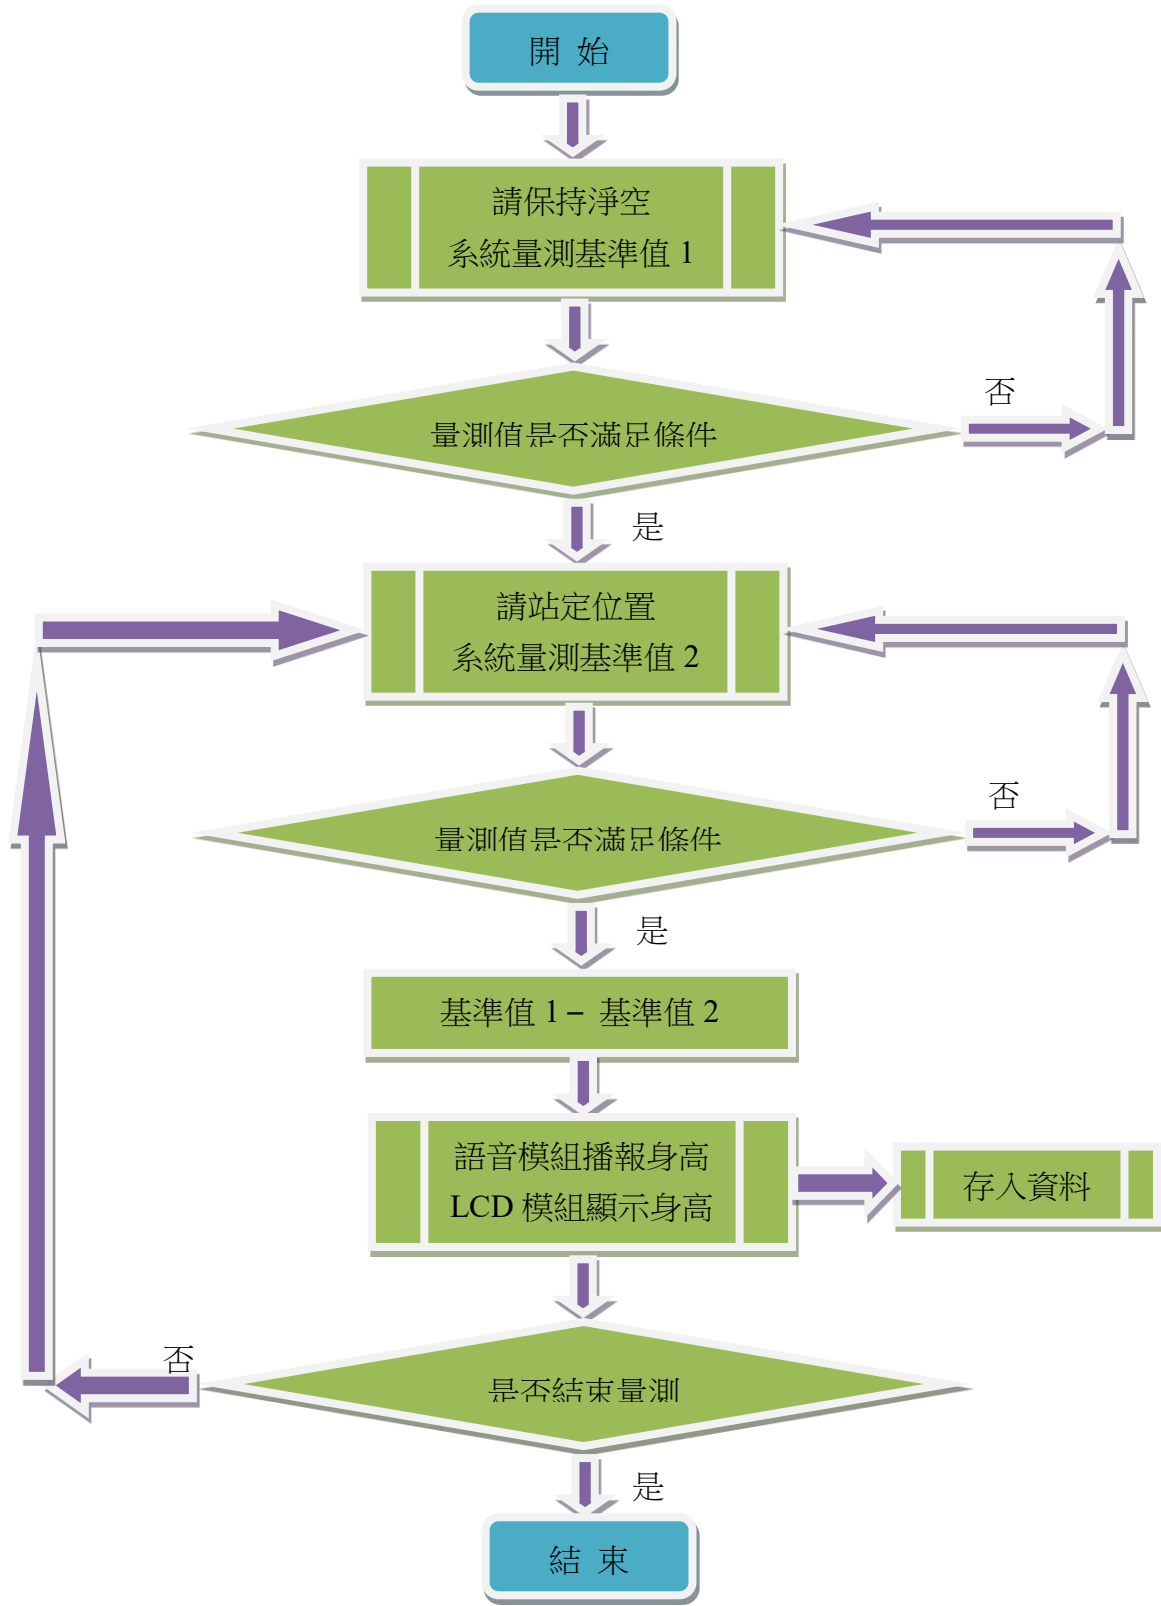 開 始
請保持淨空
系統量測基準值 1
量測值是否滿足條件
否
是
請站定位置
系統量測基準值 2
量測值是否滿足條件
否
是
基準值 1 – 基準值 2
語音模組播報身高
LCD 模組顯示身高
存入資料
是否結束量測
否
是
結 束